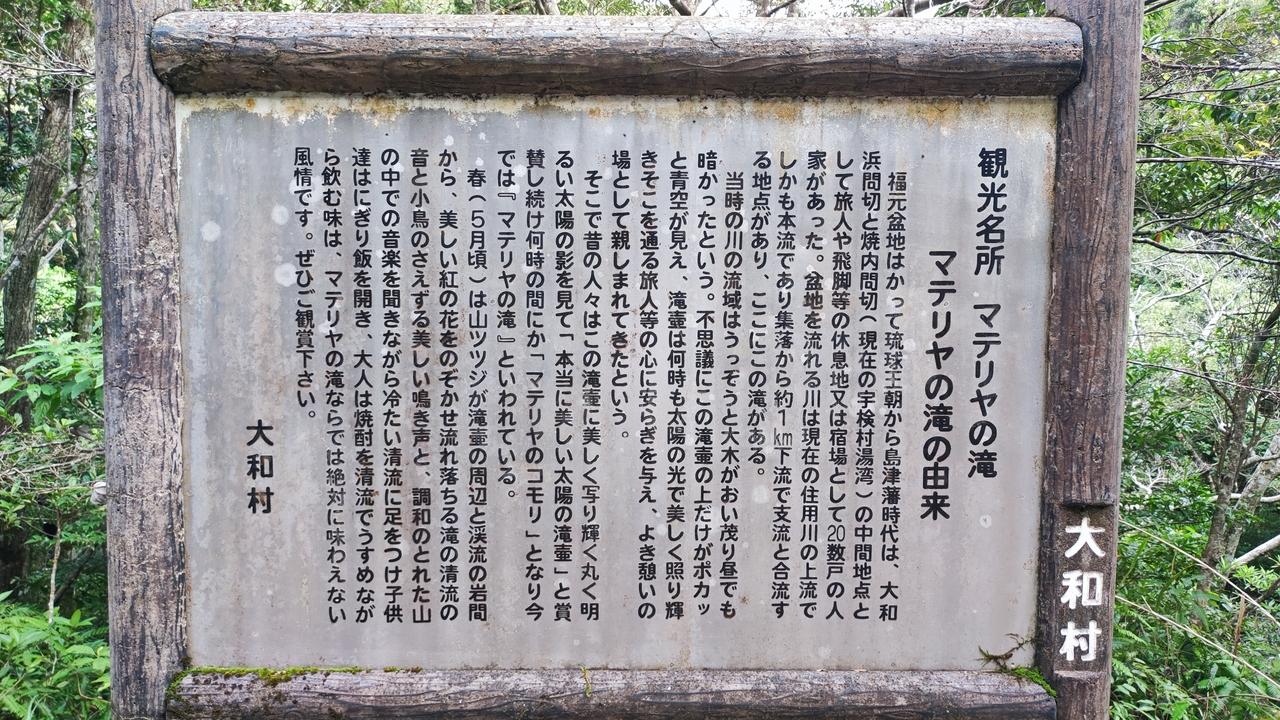 観光名所 マテリヤの滝
マテリヤの滝の由来
福元盆地はかって琉球王朝から島津藩時代は、大和
浜問切と焼内問切(現在の宇検村湯湾)の中間地点と
して旅人や飛脚等の休息地又は宿場として20数戸の人
家があった。盆地を流れる川は現在の住用川の上流で
しかも本流であり集落から約1km下流で支流と合流す
る地点があり、ここにこの滝がある。
当時の川の流域はうっそうと大木がおい茂り昼でも
暗かったという。不思議にこの滝壺の上だけがポカッ
と青空が見え、滝壺は何時も太陽の光で美しく照り輝
きそこを通る旅人等の心に安らぎを与え、よき憩いの
場として親しまれてきたという。
そこで昔の人々はこの滝壺に美しく写り輝く丸く明
るい太陽の影を見て「本当に美しい太陽の滝壺」と賞
賛し続け何時の間にか「マテリヤのコモリ」となり今
では『マテリヤの滝』といわれている。
春(5月頃)は山ツツジが滝壺の周辺と渓流の岩間
から、美しい紅の花をのぞかせ流れ落ちる滝の清流の
音と小鳥のさえずる美しい鳴き声と、調和のとれた山
の中での音楽を聞きながら冷たい清流に足をつけ子供
達はにぎり飯を開き、大人は焼酎を清流でうすめなが
ら飲む味は、マテリヤの滝ならでは絶対に味わえない
風情です。ぜひご観賞下さい。
大和村
大和村